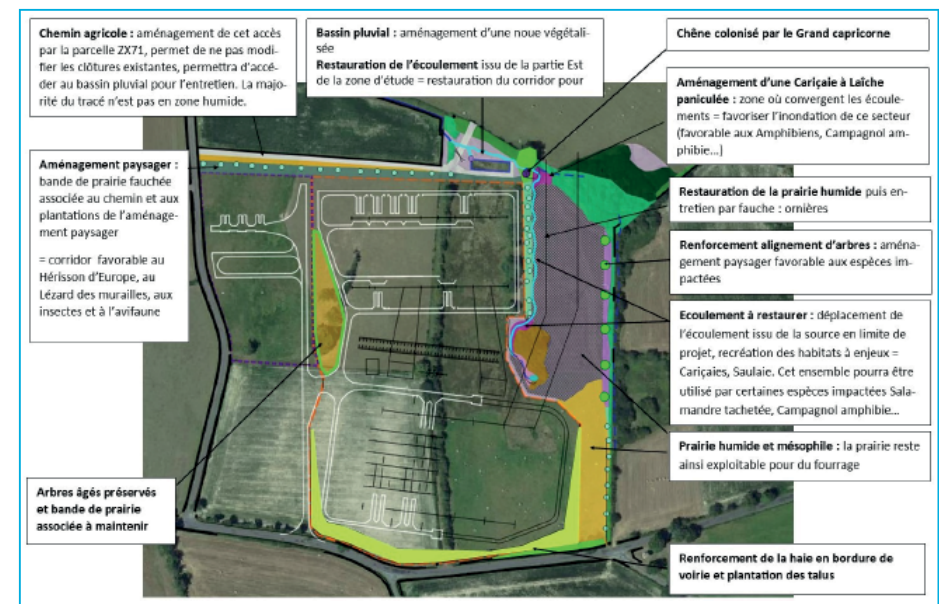 Chemin agricole : aménagement de cet accès
par la parcelle ZX71, permet de ne pas modi-
fier les clôtures existantes, permettra d'accé-
der au bassin pluvial pour l'entretien. La majo-
rité du tracé n'est pas en zone humide.
Bassin pluvial : aménagement d'une noue végétali-
sée
Restauration de l'écoulement issu de la partie Est
de la zone d'étude = restauration du corridor pour
Chêne colonisé par le Grand capricorne
Aménagement d'une Cariçaie à Laîche
paniculée : zone où convergent les écoule-
ments = favoriser l'inondation de ce secteur
(favorable aux Amphibiens, Campagnol am-
phibie...)
Aménagement paysager :
bande de prairie fauchée
associée au chemin et aux
plantations de l'aménage-
ment paysager
= corridor favorable au
Hérisson d'Europe, au
Lézard des murailles, aux
insectes et à l'avifaune
Restauration de la prairie humide puis en-
tretien par fauche : ornières
Renforcement alignement d'arbres : aména-
gement paysager favorable aux espèces im-
pactées
Ecoulement à restaurer : déplacement de
l'écoulement issu de la source en limite de
projet, recréation des habitats à enjeux =
Cariçaies, Saulaie. Cet ensemble pourra être
utilisé par certaines espèces impactées Sala-
mandre tachetée, Campagnol amphibie...
Prairie humide et mésophile : la prairie reste
ainsi exploitable pour du fourrage
Arbres âgés préservés
et bande de prairie
associée à maintenir
Renforcement de la haie en bordure de
voirie et plantation des talus